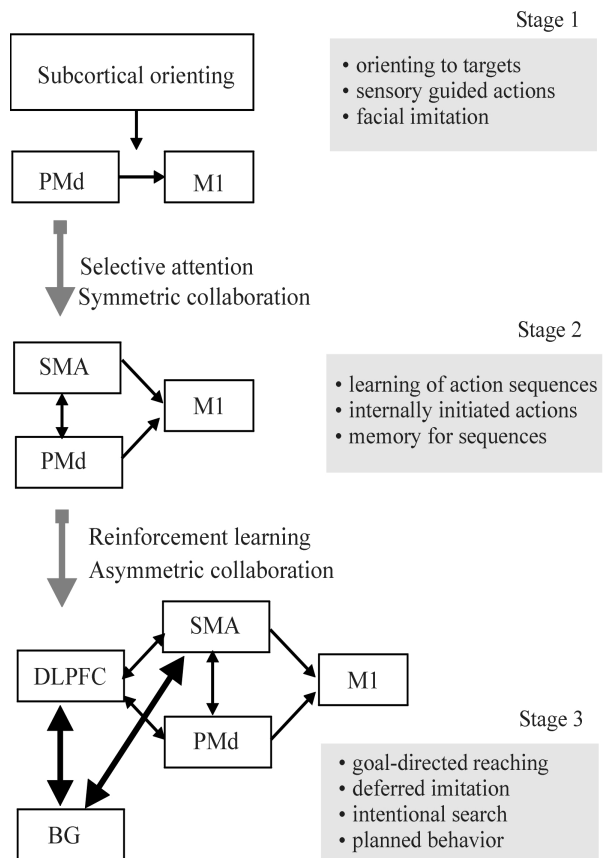 Stage 1
Subcortical orienting
• orienting to targets
• sensory guided actions
• facial imitation
PMd
M1
Selective attention
Symmetric collaboration
Stage 2
SMA
M1
PMd
• learning of action sequences
• internally initiated actions
• memory for sequences
Reinforcement learning
Asymmetric collaboration
SMA
DLPFC
M1
PMd
BG
Stage 3
• goal-directed reaching
• deferred imitation
• intentional search
• planned behavior